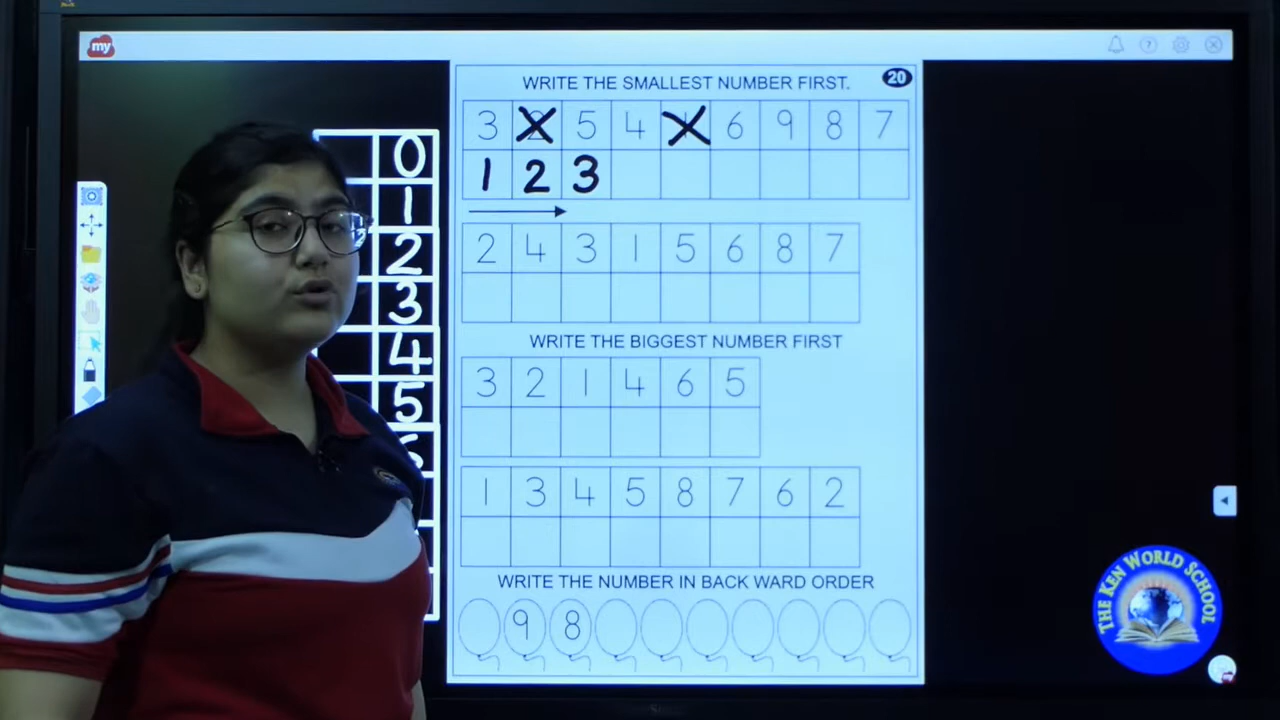 my
WRITE THE SMALLEST NUMBER FIRST. 20
3 2 5 4 1 6 9 8 7
1 2 3
2 4 3 1 5 6 8 7
WRITE THE BIGGEST NUMBER FIRST
3 2 1 4 6 5
1 3 4 5 8 7 6 2
WRITE THE NUMBER IN BACK WARD ORDER
9 8
0
1
2
3
4
5
THE KEN WORLD SCHOOL